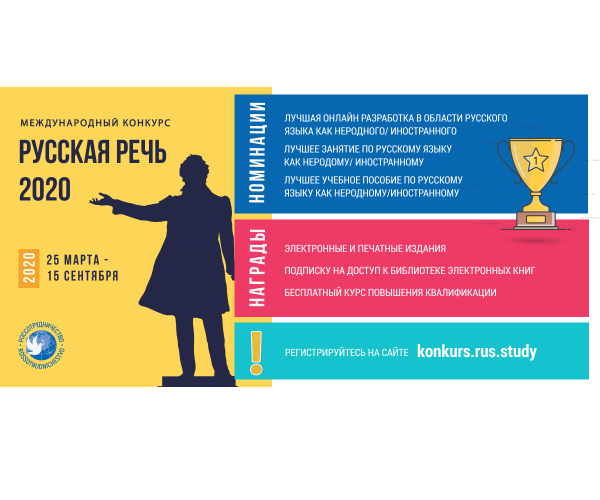 МЕЖДУНАРОДНЫЙ КОНКУРС
РУССКАЯ РЕЧЬ
2020
2020
25 МАРТА -
15 СЕНТЯБРЯ
РОССОТРУДНИЧЕСТВО
ROSSOTRUDNICHESTVO
НОМИНАЦИИ
ЛУЧШАЯ ОНЛАЙН РАЗРАБОТКА В ОБЛАСТИ РУССКОГО
ЯЗЫКА КАК НЕРОДНОГО/ ИНОСТРАННОГО
ЛУЧШЕЕ ЗАНЯТИЕ ПО РУССКОМУ ЯЗЫКУ
КАК НЕРОДОМУ/ ИНОСТРАННОМУ
ЛУЧШЕЕ УЧЕБНОЕ ПОСОБИЕ ПО РУССКОМУ
ЯЗЫКУ КАК НЕРОДНОМУ/ИНОСТРАННОМУ
1
НАГРАДЫ
ЭЛЕКТРОННЫЕ И ПЕЧАТНЫЕ ИЗДАНИЯ
ПОДПИСКУ НА ДОСТУП К БИБЛИОТЕКЕ ЭЛЕКТРОННЫХ КНИГ
БЕСПЛАТНЫЙ КУРС ПОВЫШЕНИЯ КВАЛИФИКАЦИИ
!
РЕГИСТРИРУЙТЕСЬ НА САЙТЕ konkurs.rus.study